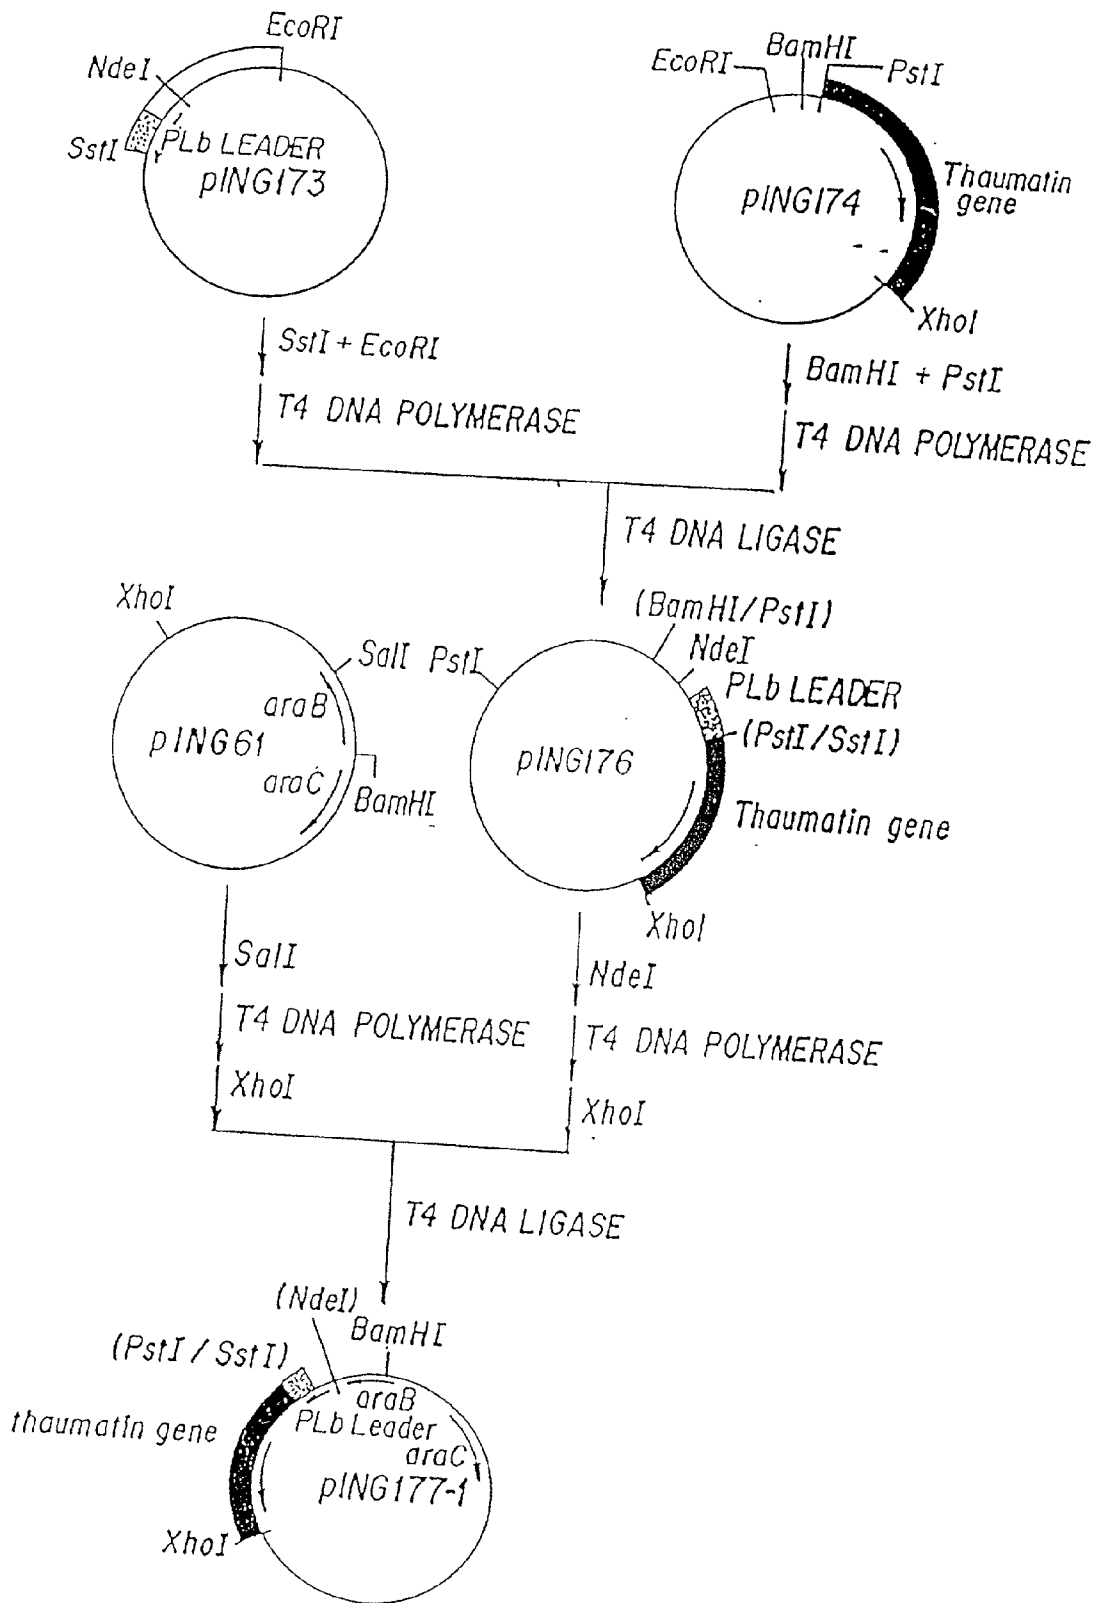 EcoRI
NdeI
SstI
PLb LEADER
pING173
EcoRI
BamHI
PstI
pING174
Thaumatin
gene
XhoI
SstI + EcoRI
T4 DNA POLYMERASE
BamHI + PstI
T4 DNA POLYMERASE
T4 DNA LIGASE
XhoI
SalI
araB
pING61
araC
BamHI
PstI
(BamHI/PstI)
NdeI
PLb LEADER
(PstI/SstI)
pING176
Thaumatin gene
XhoI
SalI
T4 DNA POLYMERASE
XhoI
NdeI
T4 DNA POLYMERASE
XhoI
T4 DNA LIGASE
(NdeI)
BamHI
(PstI / SstI)
araB
thaumatin gene
PLb Leader
araC
pING177-1
XhoI